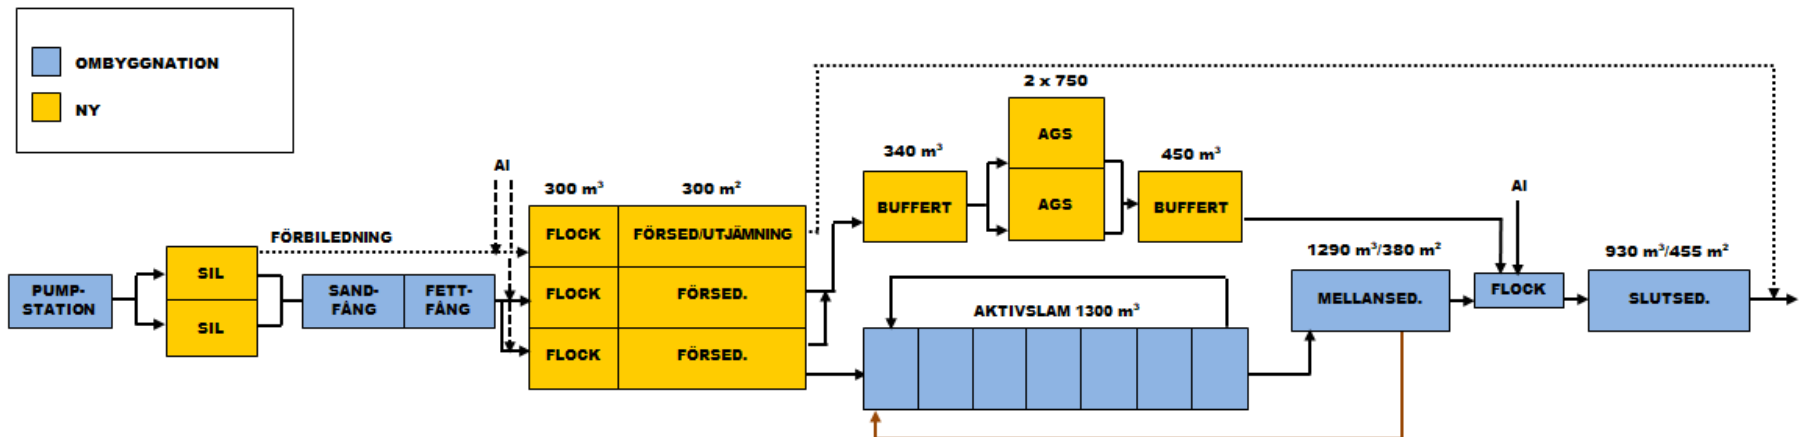 OMBYGGNATION
NY
2 x 750
AGS
AGS
340 m³
BUFFERT
450 m³
BUFFERT
Al
300 m³
300 m²
FÖRBILEDNING
FLOCK
FÖRSED/UTJÄMNING
FLOCK
FÖRSED.
FLOCK
FÖRSED.
PUMP-
STATION
SIL
SIL
SAND-
FÅNG
FETT-
FÅNG
AKTIVSLAM 1300 m³
1290 m³/380 m²
MELLANSED.
Al
FLOCK
930 m³/455 m²
SLUTSED.